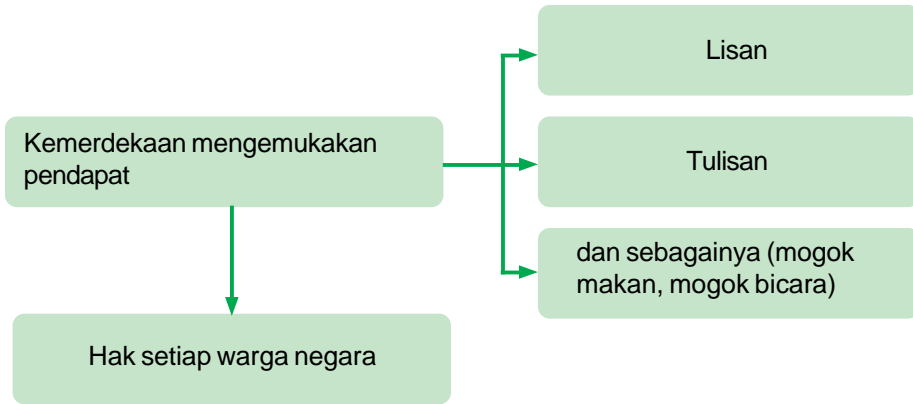 Lisan
Kemerdekaan mengemukakan
pendapat
Tulisan
dan sebagainya (mogok
makan, mogok bicara)
Hak setiap warga negara